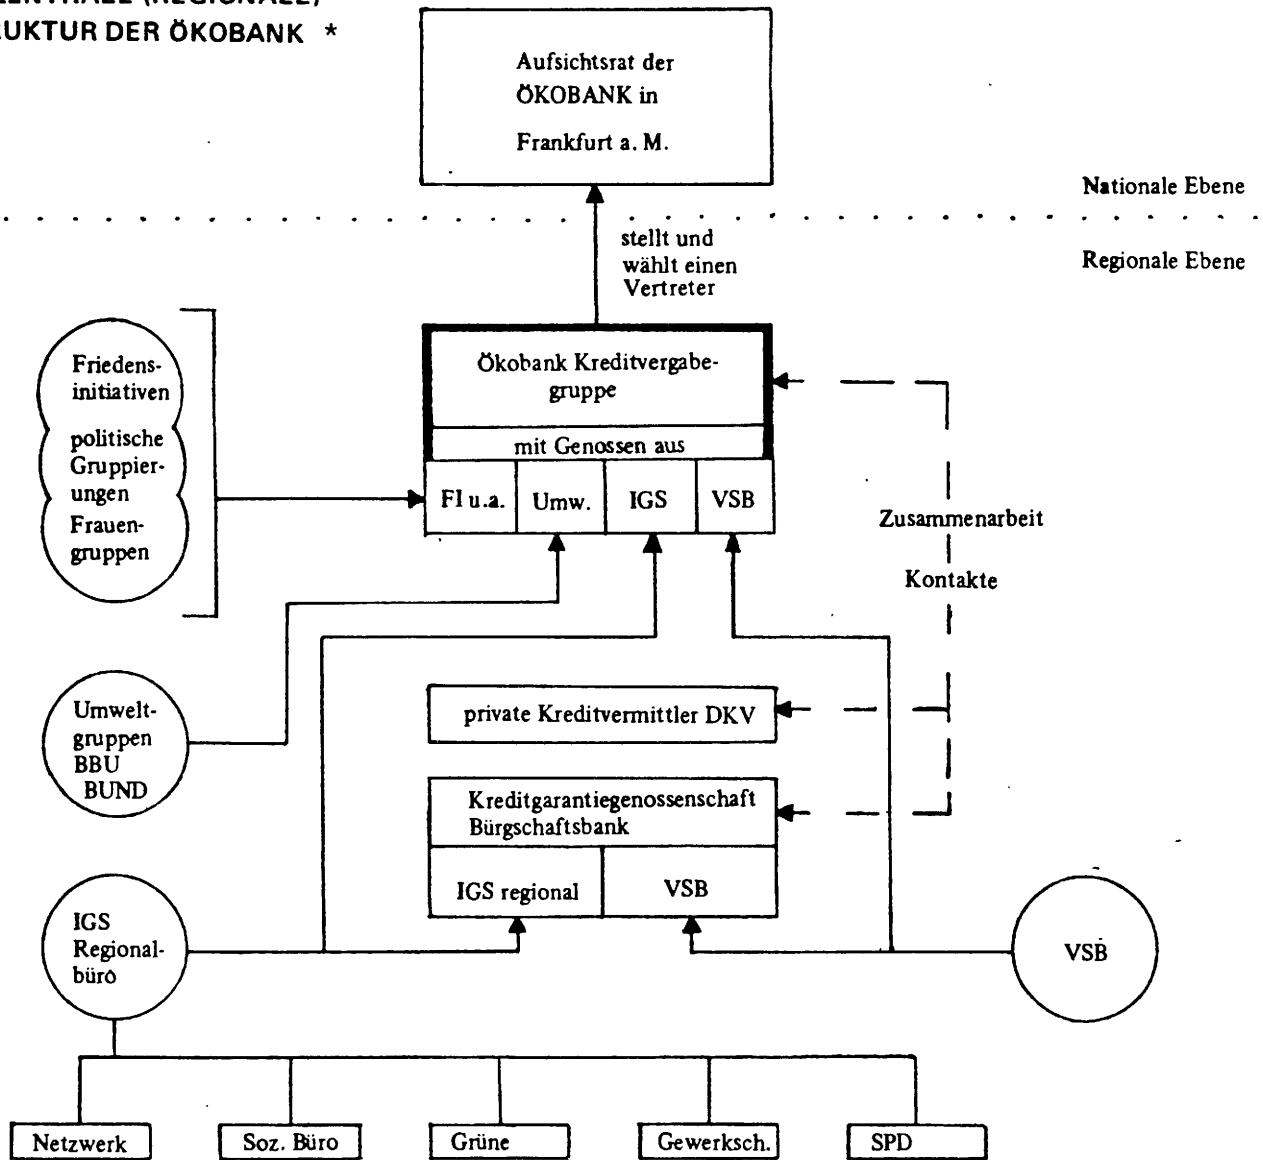 RUKTUR DER ÖKOBANK *
Aufsichtsrat der
ÖKOBANK in
Frankfurt a. M.
Nationale Ebene
Regionale Ebene
stellt und
wählt einen
Vertreter
Friedens-
initiativen
politische
Gruppier-
ungen
Frauen-
gruppen
Ökobank Kreditvergabe-
gruppe
mit Genossen aus
FI u.a.
Umw.
IGS
VSB
Zusammenarbeit
Kontakte
Umwelt-
gruppen
BBU
BUND
private Kreditvermittler DKV
Kreditgarantiegenossenschaft
Bürgschaftsbank
IGS regional
VSB
IGS
Regional-
büro
VSB
Netzwerk
Soz. Büro
Grüne
Gewerksch.
SPD